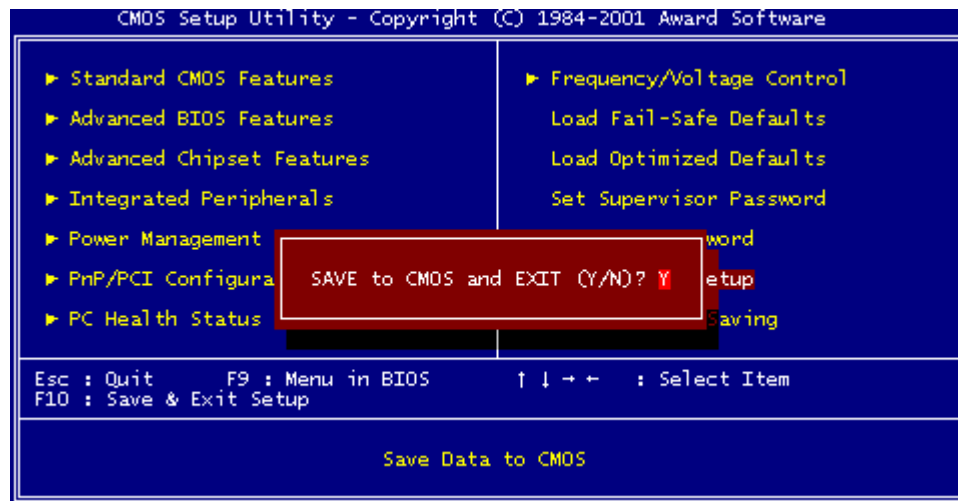 CMOS Setup Utility - Copyright (C) 1984-2001 Award Software
► Standard CMOS Features
► Advanced BIOS Features
► Advanced Chipset Features
► Integrated Peripherals
► Power Management
► PnP/PCI Configura
► PC Health Status
► Frequency/Voltage Control
Load Fail-Safe Defaults
Load Optimized Defaults
Set Supervisor Password
word
etup
Saving
SAVE to CMOS and EXIT (Y/N)? Y
Esc : Quit F9 : Menu in BIOS ↑ ↓ → ← : Select Item
F10 : Save & Exit Setup
Save Data to CMOS